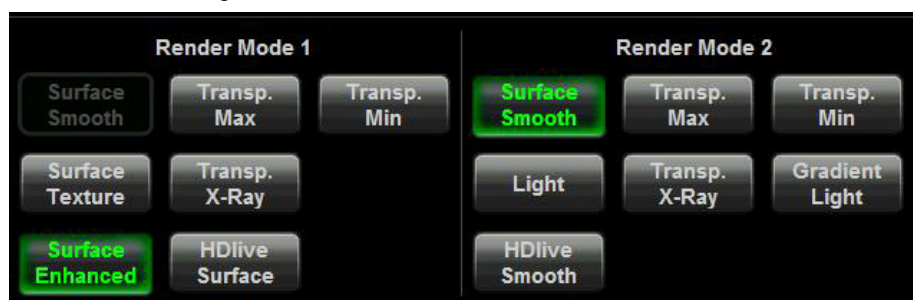 Render Mode 1
Surface Smooth
Transp. Max
Transp. Min
Surface Texture
Transp. X-Ray
Surface Enhanced
HDlive Surface
Render Mode 2
Surface Smooth
Transp. Max
Transp. Min
Light
Transp. X-Ray
Gradient Light
HDlive Smooth